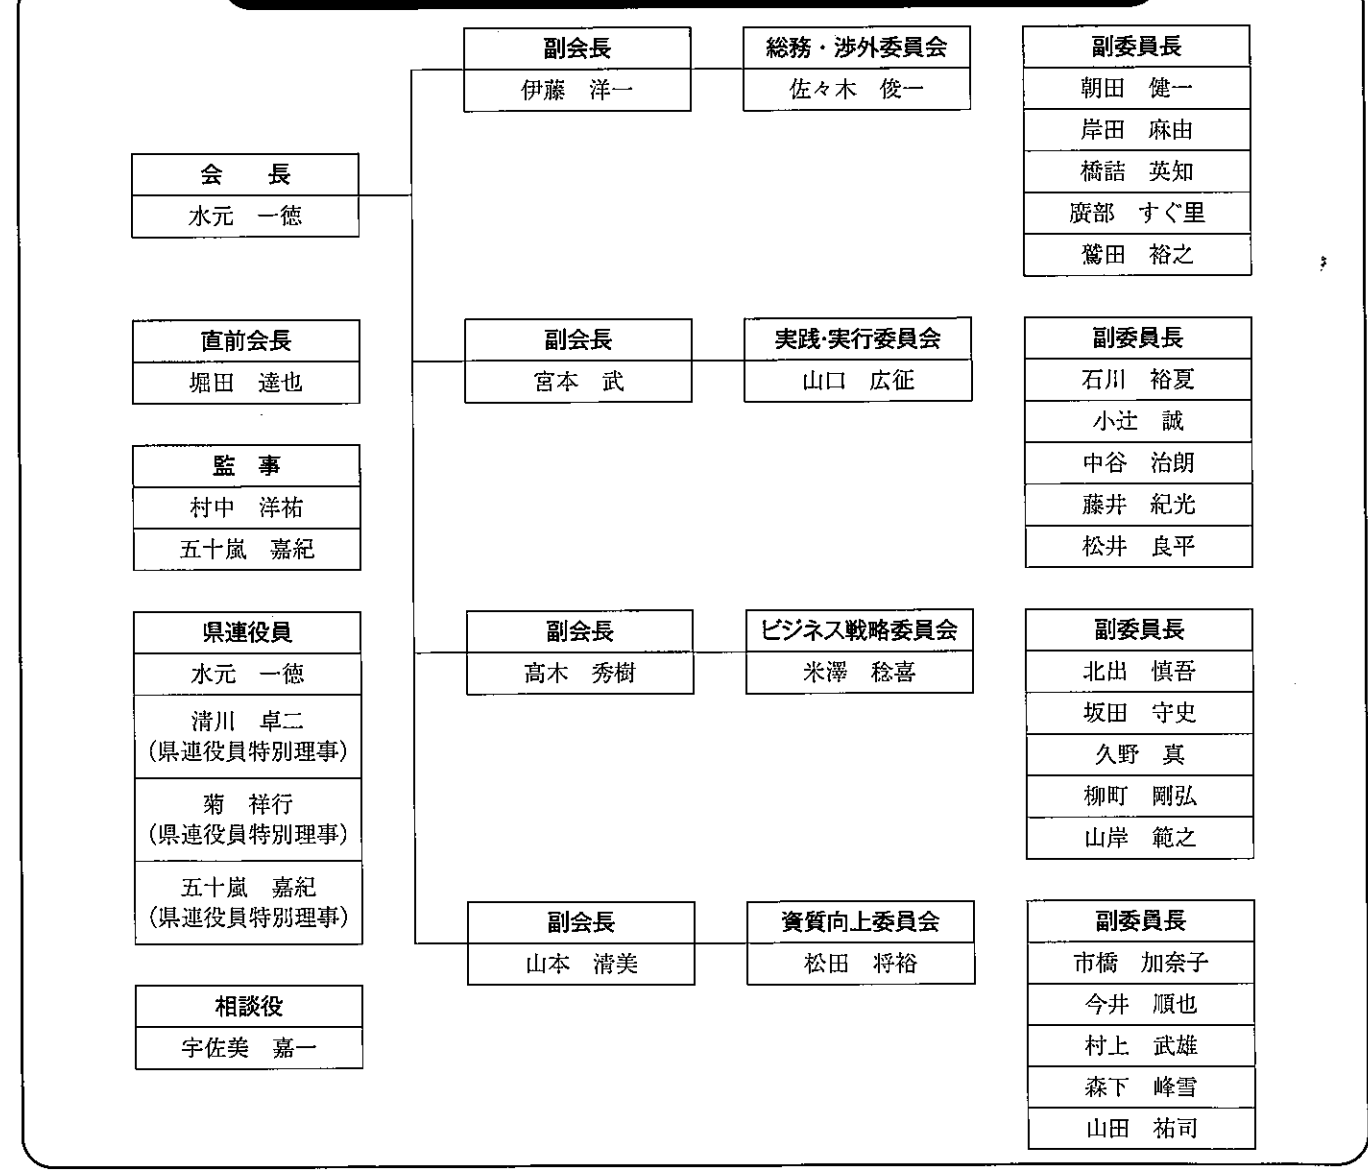 会　長
水元　一徳
直前会長
堀田　達也
監　事
村中　洋祐
五十嵐　嘉紀
県連役員
水元　一徳
清川　卓二
(県連役員特別理事)
菊　祥行
(県連役員特別理事)
五十嵐　嘉紀
(県連役員特別理事)
相談役
宇佐美　嘉一
副会長
伊藤　洋一
総務・渉外委員会
佐々木　俊一
副委員長
朝田　健一
岸田　麻由
橋詰　英知
廣部　すぐ里
鷲田　裕之
副会長
宮本　武
実践・実行委員会
山口　広征
副委員長
石川　裕夏
小辻　誠
中谷　治朗
藤井　紀光
松井　良平
副会長
髙木　秀樹
ビジネス戦略委員会
米澤　稔喜
副委員長
北出　慎吾
坂田　守史
久野　真
柳町　剛弘
山岸　範之
副会長
山本　清美
資質向上委員会
松田　将裕
副委員長
市橋　加奈子
今井　順也
村上　武雄
森下　峰雪
山田　祐司